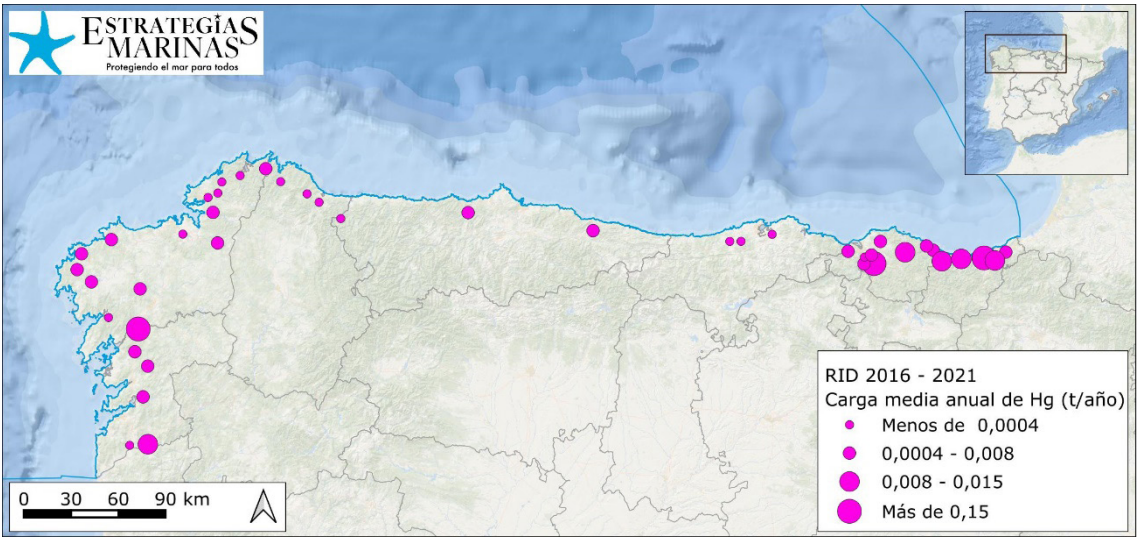 ESTRATEGIAS
MARINAS
Protegiendo el mar para todos
RID 2016 - 2021
Carga media anual de Hg (t/año)
Menos de 0,0004
0,0004 - 0,008
0,008 - 0,015
Más de 0,15
0 30 60 90 km